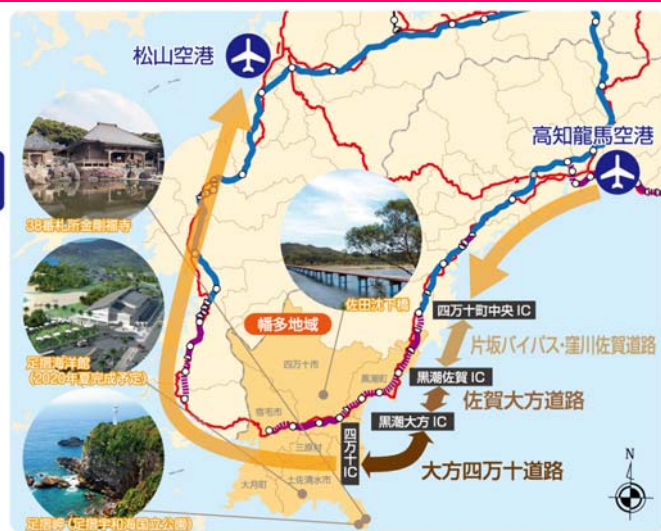 松山空港
高知龍馬空港
38番札所金剛福寺
佐田沈下橋
四万十町中央 IC
片坂バイパス・窪川佐賀道路
幡多地域
足摺海洋館
(2020年夏完成予定)
四万十市
黒潮町
黒潮佐賀 IC
佐賀大方道路
宿毛市
黒潮大方 IC
四万十IC
三原村
大方四万十道路
大月町
土佐清水市
足摺岬(足摺宇和海国立公園)
N